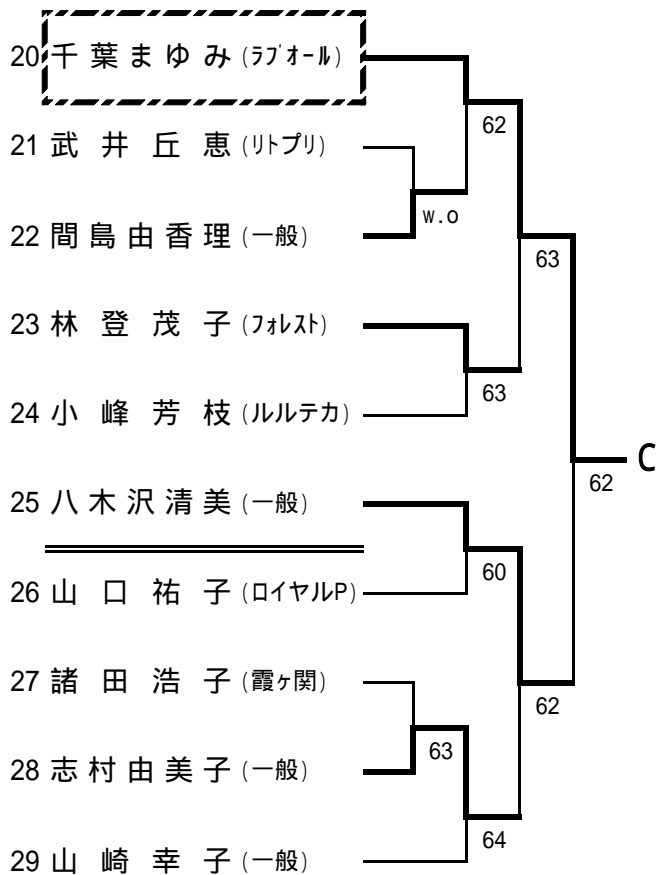 20 千葉まゆみ (ﾗﾌﾞｵｰﾙ)
62
21 武井丘恵 (ﾘﾄﾌﾟﾘ)
w.o
22 間島由香理 (一般)
63
23 林登茂子 (ﾌｫﾚｽﾄ)
63
24 小峰芳枝 (ルルテカ)
C
62
25 八木沢清美 (一般)
60
26 山口祐子 (ロイヤルP)
27 諸田浩子 (霞ヶ関)
62
63
28 志村由美子 (一般)
64
29 山崎幸子 (一般)